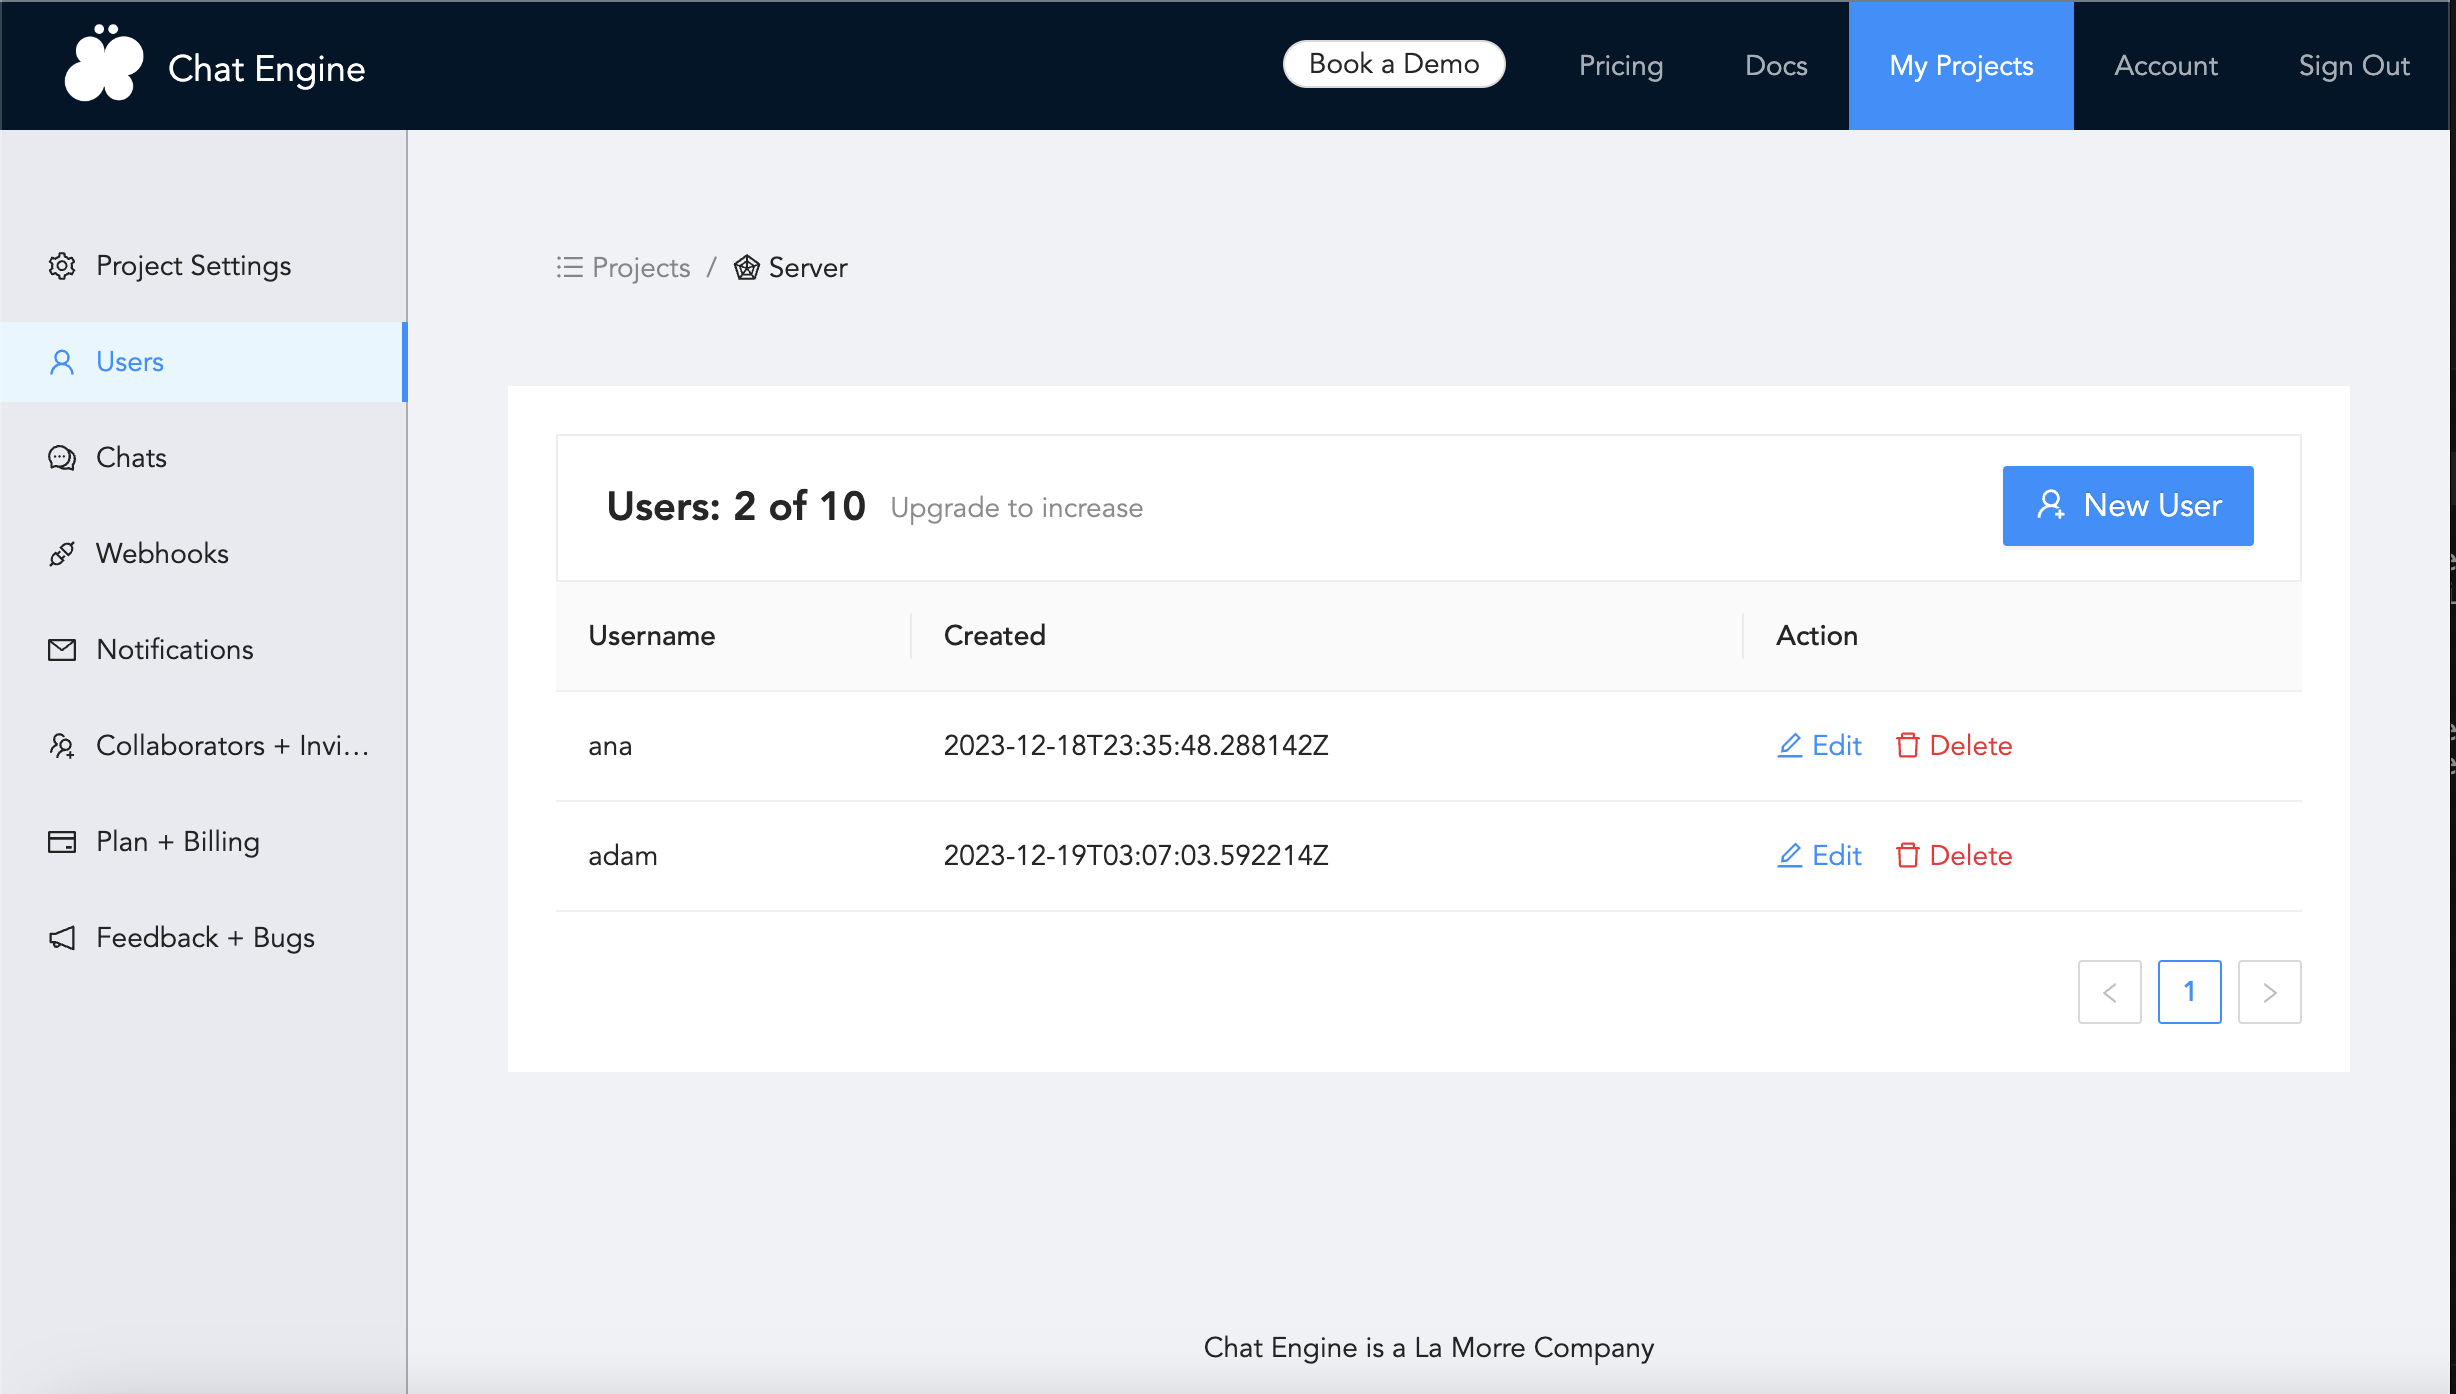 Chat Engine
Book a Demo
Pricing
Docs
My Projects
Account
Sign Out
Project Settings
Users
Chats
Webhooks
Notifications
Collaborators + Invi...
Plan + Billing
Feedback + Bugs
Projects / Server
Users: 2 of 10 Upgrade to increase
New User
Username Created Action
ana 2023-12-18T23:35:48.288142Z Edit Delete
adam 2023-12-19T03:07:03.592214Z Edit Delete
< 1 >
Chat Engine is a La Morre Company